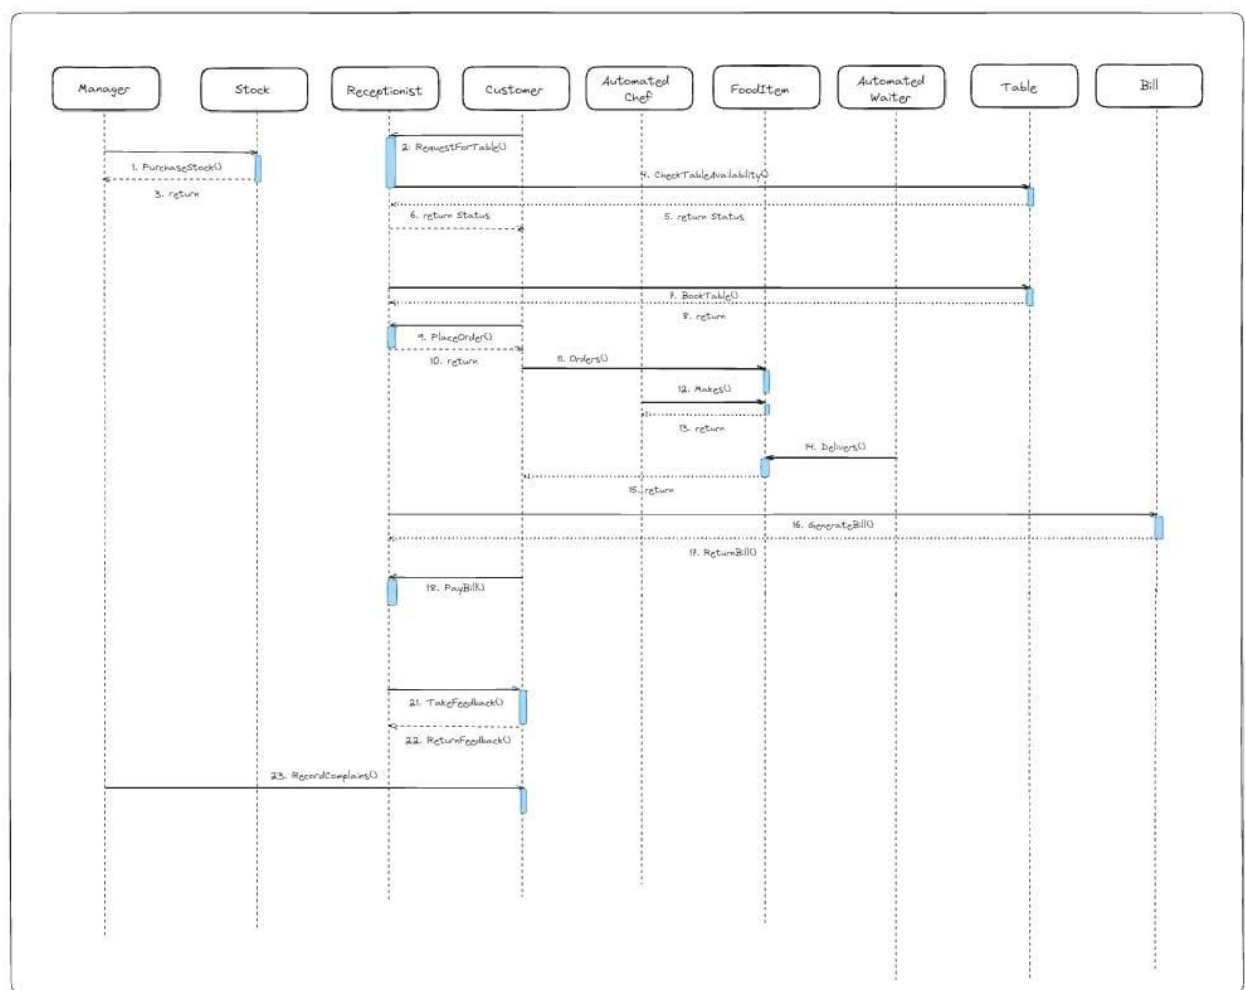 Manager
Stock
Receptionist
Customer
Automated
Chef
FoodItem
Automated
Waiter
Table
Bill
2. RequestForTable()
1. PurchaseStock()
4. CheckTableAvailability()
3. return
6. return Status
5. return Status
7. BookTable()
8. return
9. PlaceOrder()
10. return
11. Orders()
12. Makes()
13. return
14. Delivers()
15. return
16. GenerateBill()
17. ReturnBill()
18. PayBill()
21. TakeFeedback()
22. ReturnFeedback()
23. RecordComplains()